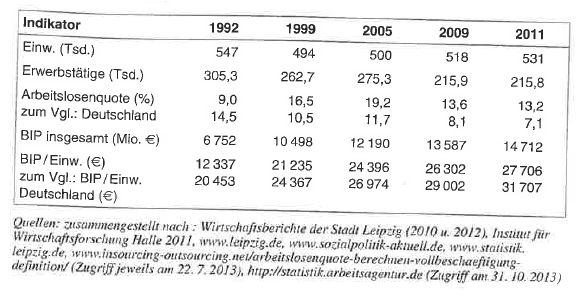 Indikator 1992 1999 2005 2009 2011
Einw. (Tsd.) 547 494 500 518 531
Erwerbstätige (Tsd.) 305,3 262,7 275,3 215,9 215,8
Arbeitslosenquote (%) 9,0 16,5 19,2 13,6 13,2
zum Vgl.: Deutschland 14,5 10,5 11,7 8,1 7,1
BIP insgesamt (Mio. €) 6 752 10 498 12 190 13 587 14 712
BIP/Einw. (€) 12 337 21 235 24 396 26 302 27 706
zum Vgl.: BIP/Einw. 20 453 24 367 26 974 29 002 31 707
Deutschland (€)
Quellen: zusammengestellt nach : Wirtschaftsberichte der Stadt Leipzig (2010 u. 2012), Institut für
Wirtschaftsforschung Halle 2011, www.leipzig.de, www.sozialpolitik-aktuell.de, www.statistik.
leipzig.de, www.insourcing-outsourcing.net/arbeitslosenquote-berechnen-vollbeschaeftigung-
definition/ (Zugriff jeweils am 22. 7. 2013), http://statistik.arbeitsagentur.de (Zugriff am 31. 10. 2013)